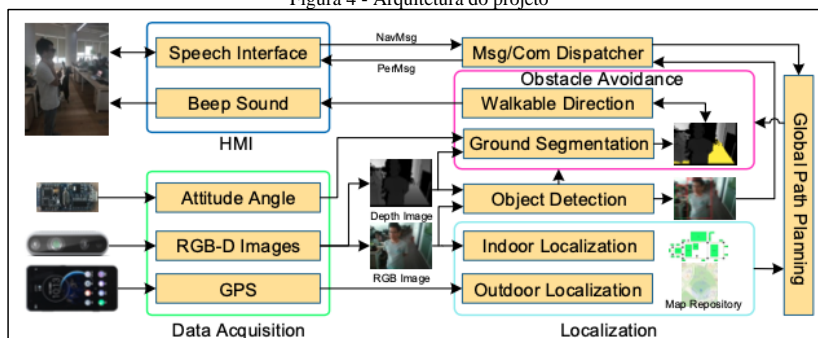 Figura 4 - Arquitetura do projeto
Speech Interface
NavMsg
PerMsg
Msg/Com Dispatcher
Obstacle Avoidance
Beep Sound
Walkable Direction
HMI
Ground Segmentation
Global Path Planning
Attitude Angle
Depth Image
Object Detection
RGB-D Images
RGB Image
Indoor Localization
GPS
Outdoor Localization
Map Repository
Data Acquisition
Localization